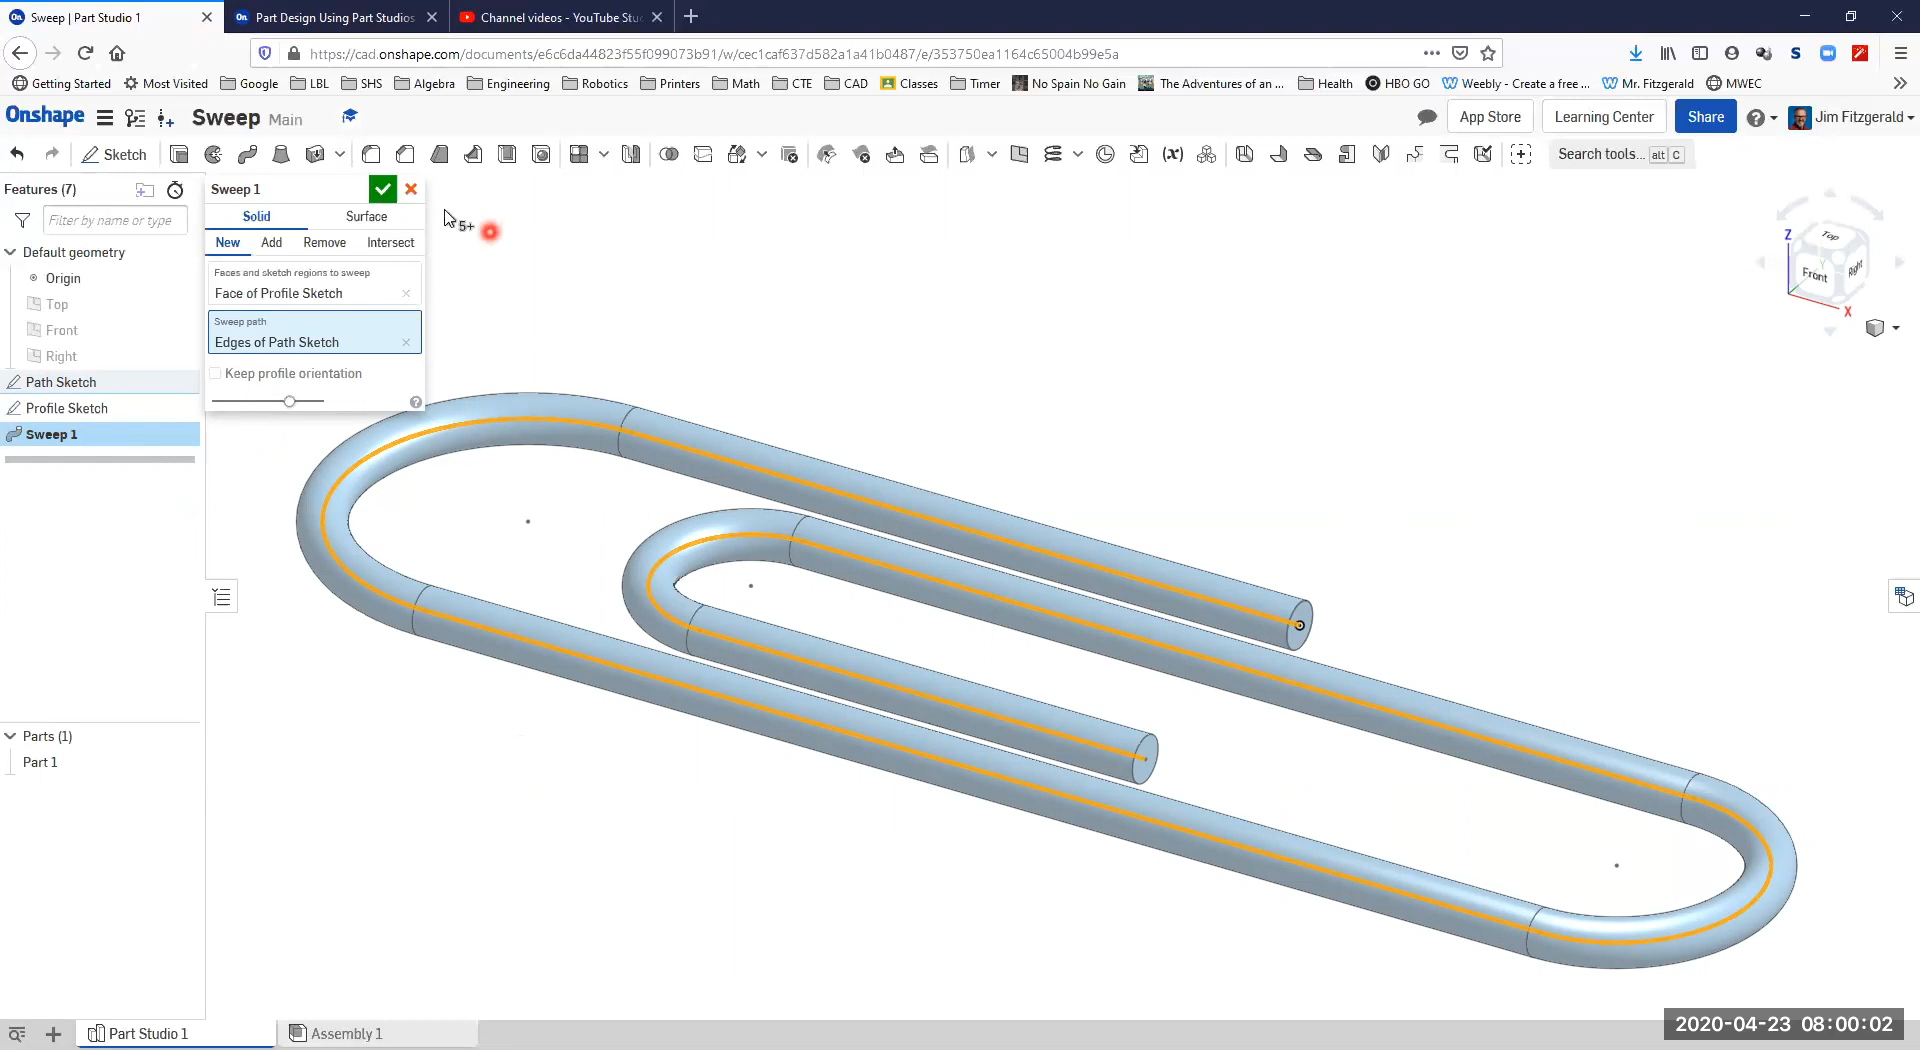 Sweep | Part Studio 1
Part Design Using Part Studios
Channel videos - YouTube Stu
https://cad.onshape.com/documents/e6c6da44823f55f099073b91/w/cec1caf637d582a1a41b0487/e/353750ea1164c65004b99e5a
Getting Started Most Visited Google LBL SHS Algebra Engineering Robotics Printers Math CTE CAD Classes Timer No Spain No Gain The Adventures of an ... Health HBO GO Weebly - Create a free ... Mr. Fitzgerald MWEC
Onshape Sweep Main App Store Learning Center Share Jim Fitzgerald
Sketch (x) Search tools... alt C
Features (7)
Filter by name or type
Default geometry
Origin
Top
Front
Right
Path Sketch
Profile Sketch
Sweep 1
Parts (1)
Part 1
Sweep 1
Solid Surface
New Add Remove Intersect
Faces and sketch regions to sweep
Face of Profile Sketch
Sweep path
Edges of Path Sketch
Keep profile orientation
5+
Top
Z
Front
Right
Y
X
Part Studio 1 Assembly 1
2020-04-23 08:00:02